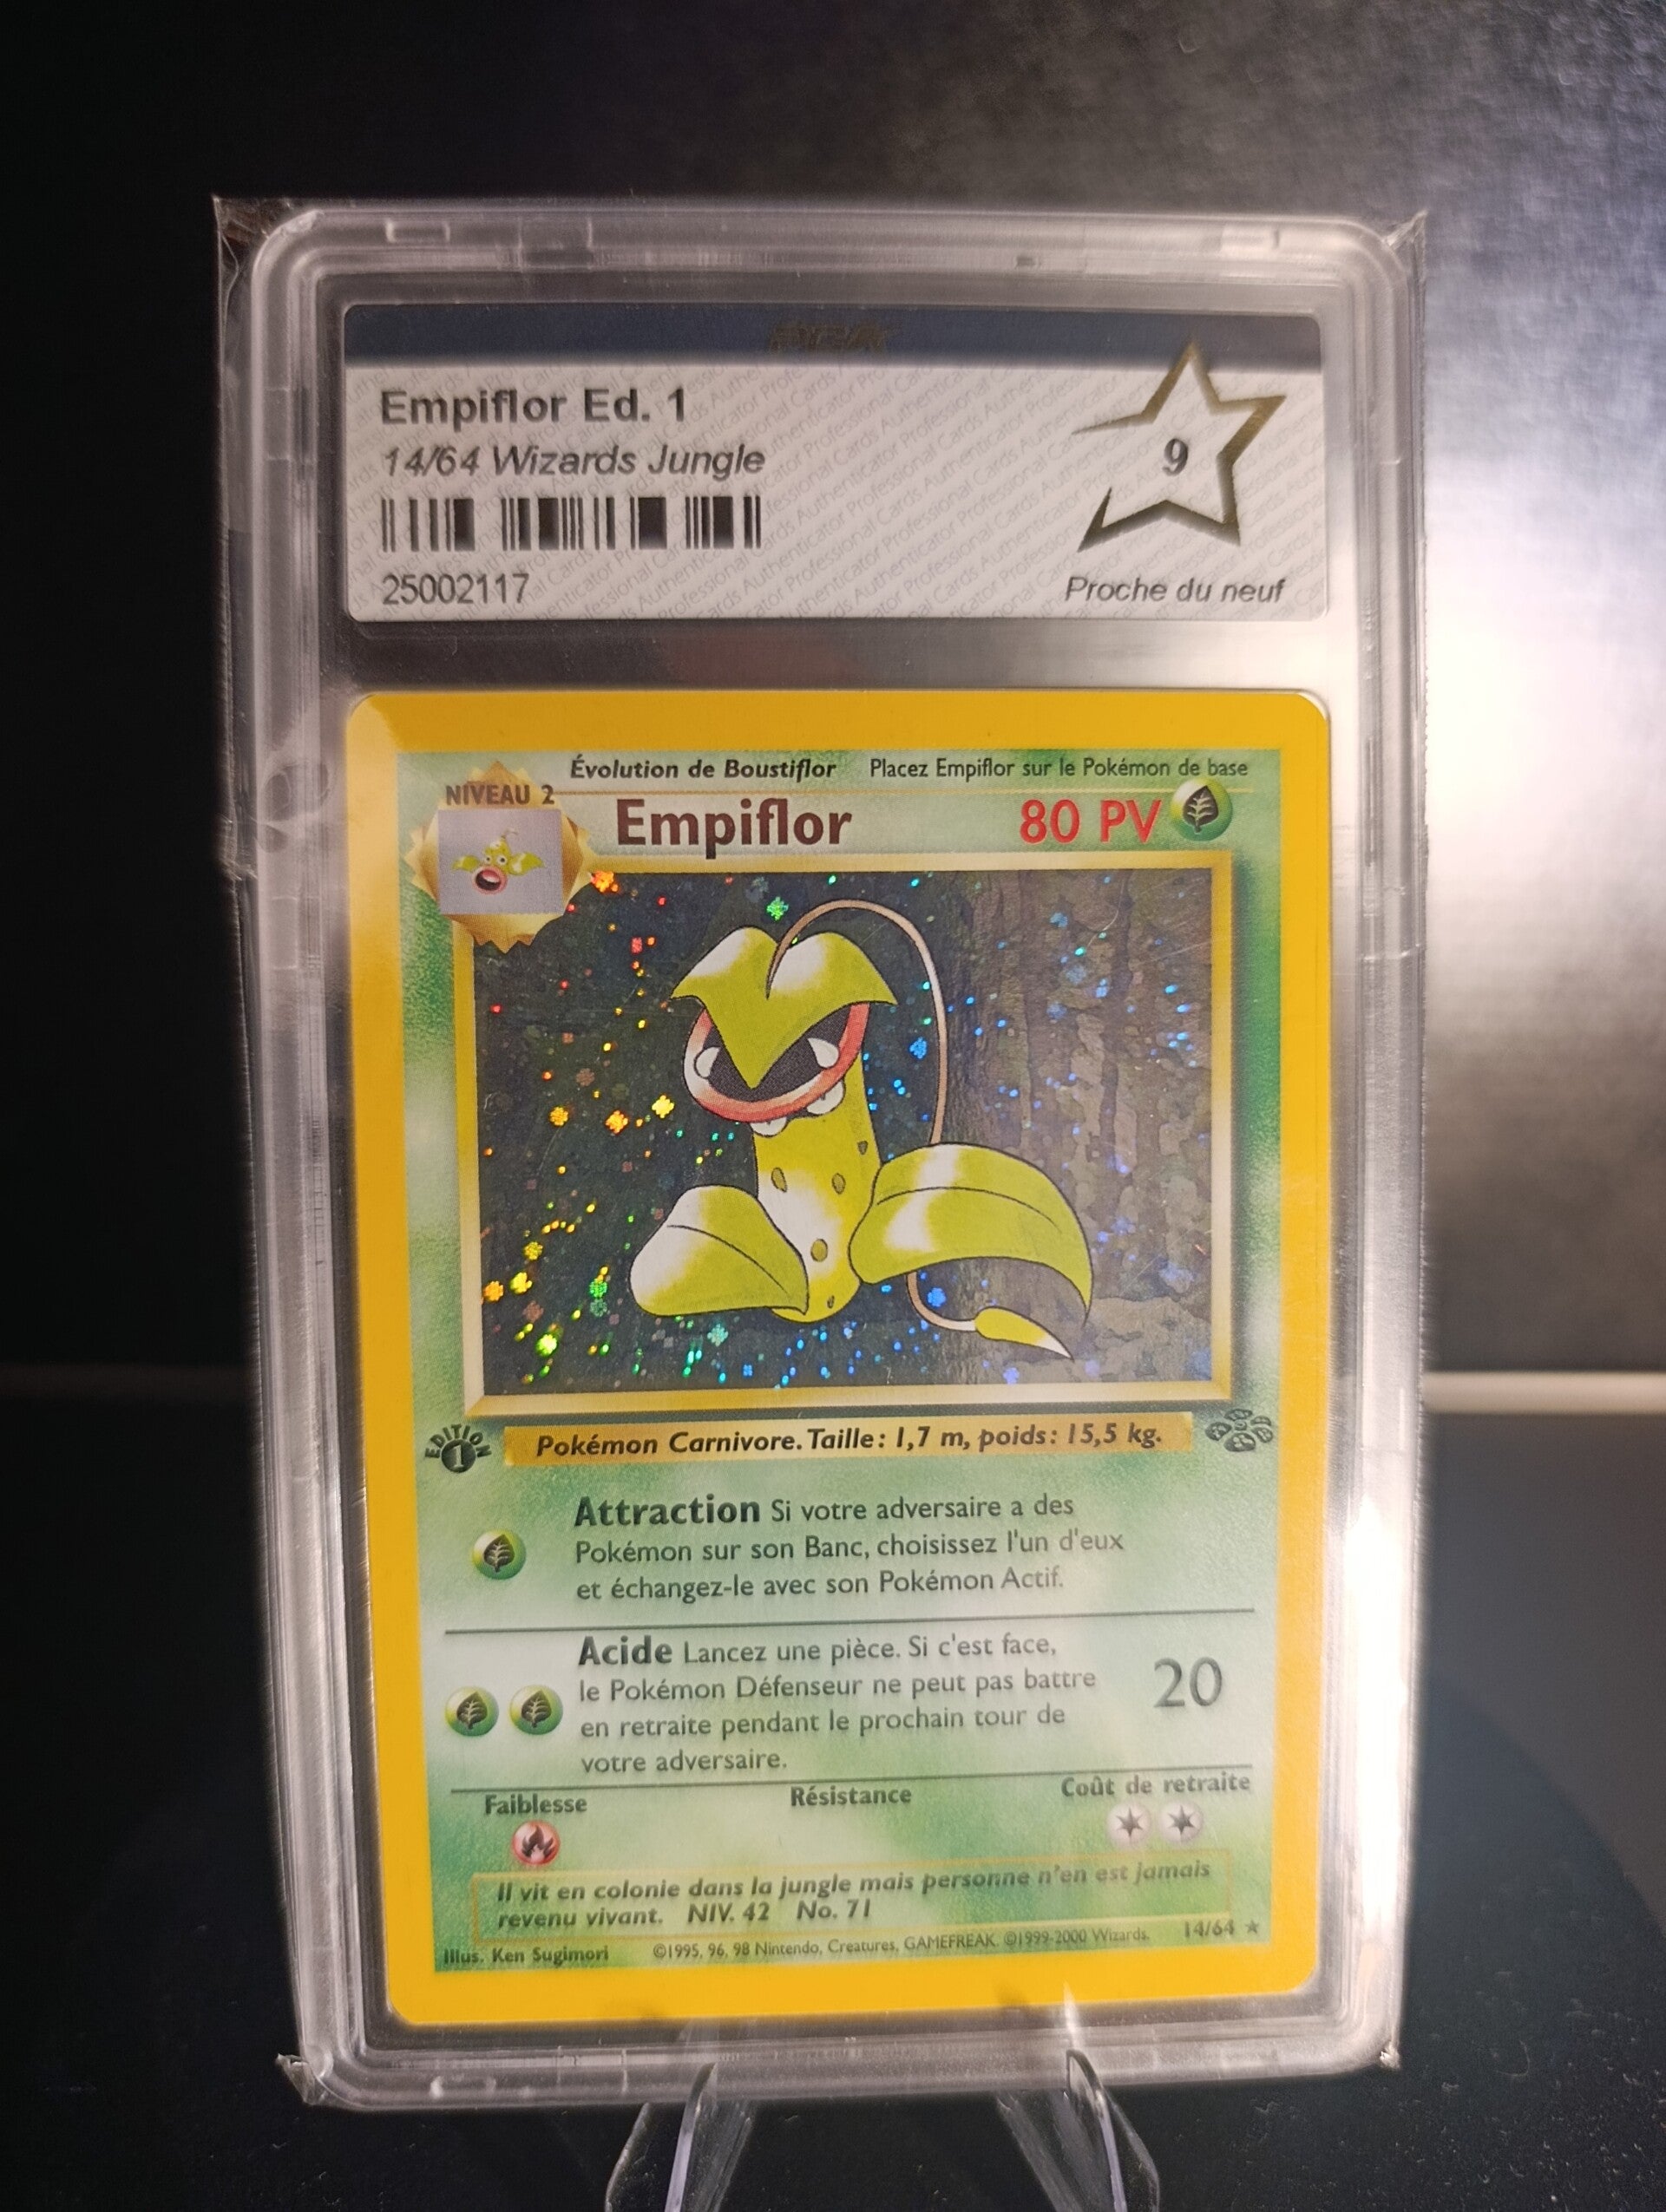 Empiflor Ed. 1
14/64 Wizards Jungle
25002117
9
Proche du neuf
Évolution de Boustiflor Placez Empiflor sur le Pokémon de base
NIVEAU 2
Empiflor 80 PV
EDITION 1
Pokémon Carnivore. Taille: 1,7 m, poids: 15,5 kg.
Attraction Si votre adversaire a des
Pokémon sur son Banc, choisissez l'un d'eux
et échangez-le avec son Pokémon Actif.
Acide Lancez une pièce. Si c'est face,
le Pokémon Défenseur ne peut pas battre
en retraite pendant le prochain tour de
votre adversaire.
20
Faiblesse Résistance Coût de retraite
Il vit en colonie dans la jungle mais personne n'en est jamais
revenu vivant. NIV. 42 No. 71
Illus. Ken Sugimori ©1995, 96, 98 Nintendo, Creatures, GAMEFREAK. ©1999-2000 Wizards. 14/64 ★